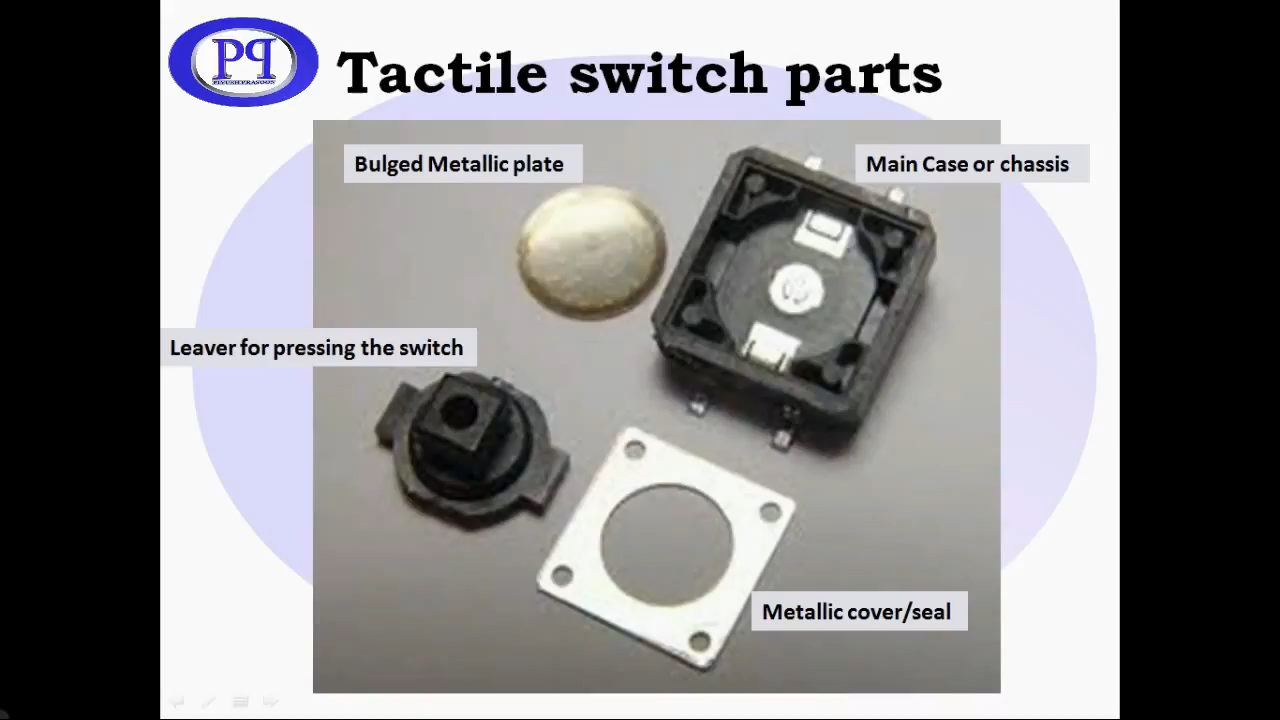 PP
PIYUSHPRASOON
Tactile switch parts
Bulged Metallic plate
Main Case or chassis
Leaver for pressing the switch
Metallic cover/seal